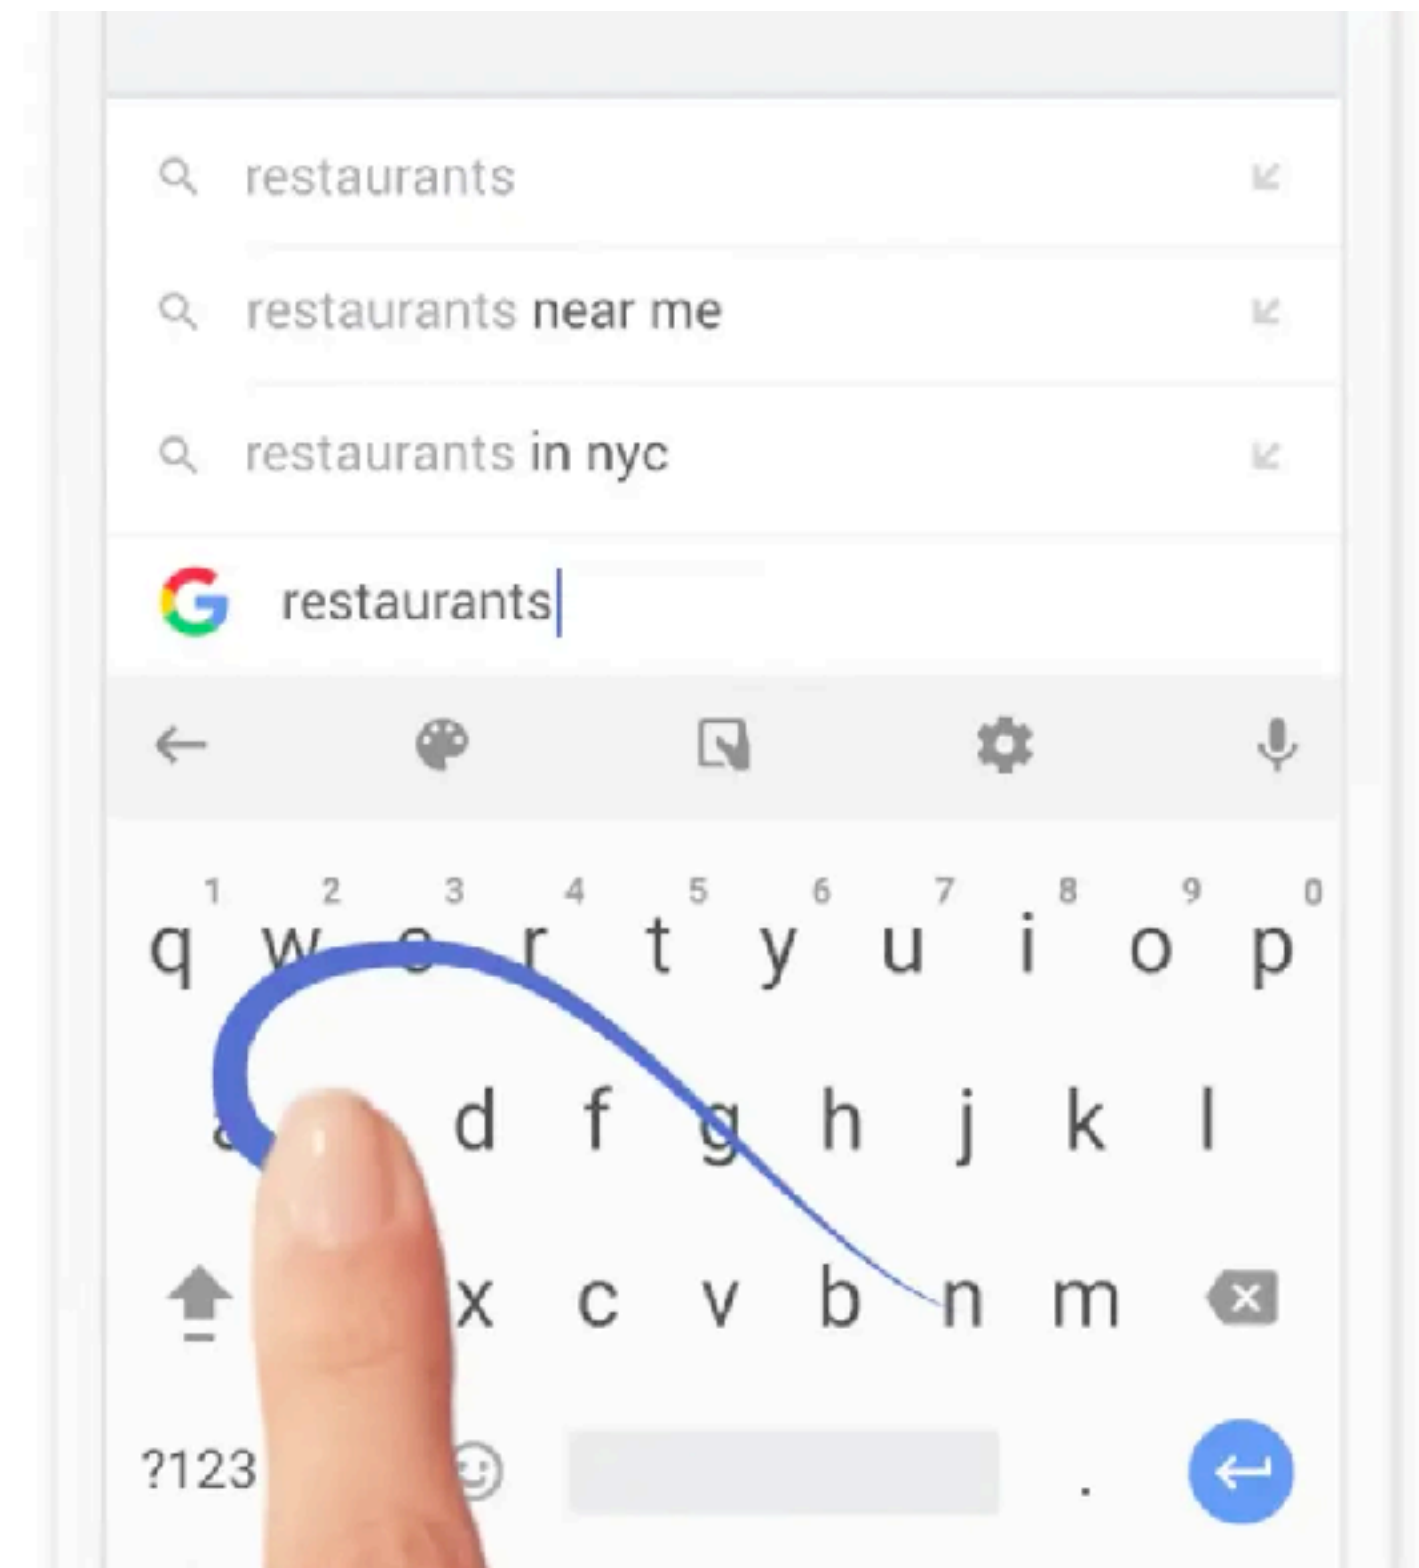 restaurants
restaurants near me
restaurants in nyc
G restaurants
1 2 3 4 5 6 7 8 9 0
q w e r t y u i o p
a d f g h j k l
x c v b n m
?123 .